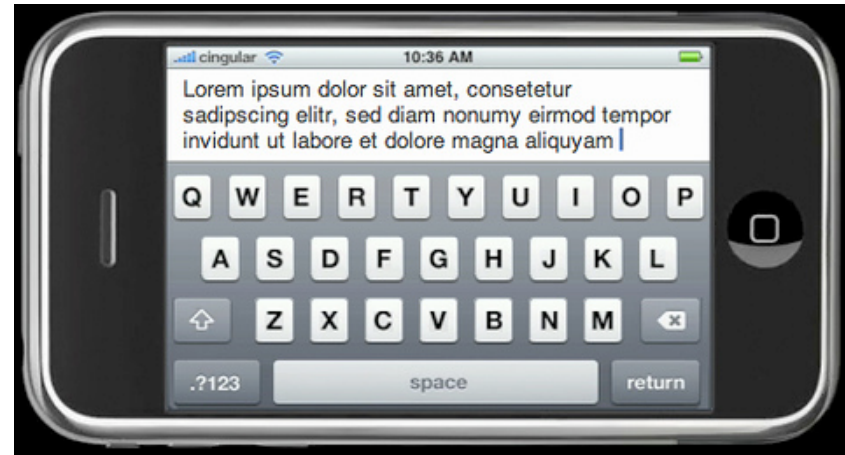 cingular 10:36 AM
Lorem ipsum dolor sit amet, consetetur
sadipscing elitr, sed diam nonumy eirmod tempor
invidunt ut labore et dolore magna aliquyam
Q W E R T Y U I O P
A S D F G H J K L
Z X C V B N M
.?123 space return